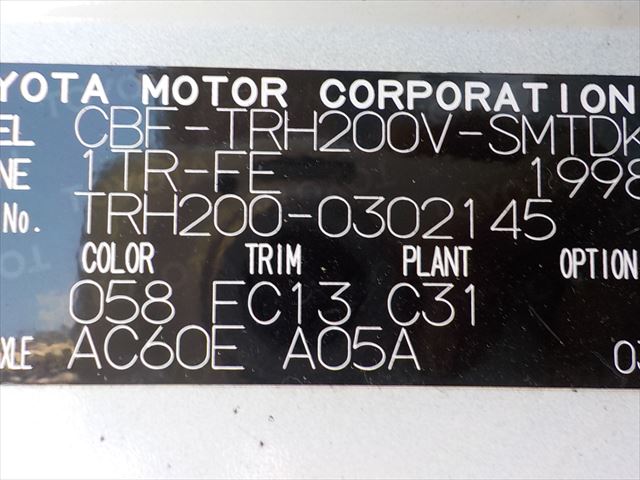 YOTA MOTOR CORPORATION
EL CBF-TRH200V-SMTDK
NE 1TR-FE 1998
No. TRH200-0302145
COLOR TRIM PLANT OPTION
058 FC13 C31
XLE AC60E A05A 03